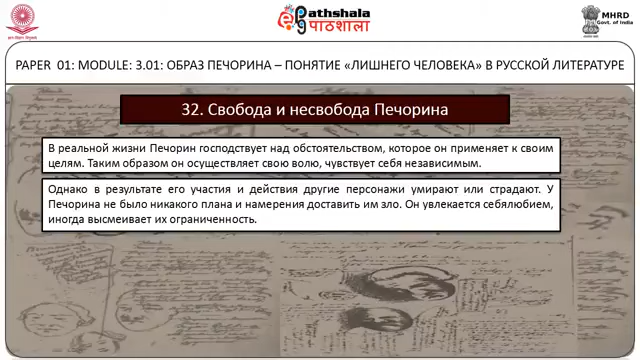 Pathshala
पाठशाला
MHRD
Govt. of India
PAPER 01: MODULE: 3.01: ОБРАЗ ПЕЧОРИНА – ПОНЯТИЕ «ЛИШНЕГО ЧЕЛОВЕКА» В РУССКОЙ ЛИТЕРАТУРЕ
32. Свобода и несвобода Печорина
В реальной жизни Печорин господствует над обстоятельством, которое он применяет к своим
целям. Таким образом он осуществляет свою волю, чувствует себя независимым.
Однако в результате его участия и действия другие персонажи умирают или страдают. У
Печорина не было никакого плана и намерения доставить им зло. Он увлекается себялюбием,
иногда высмеивает их ограниченность.